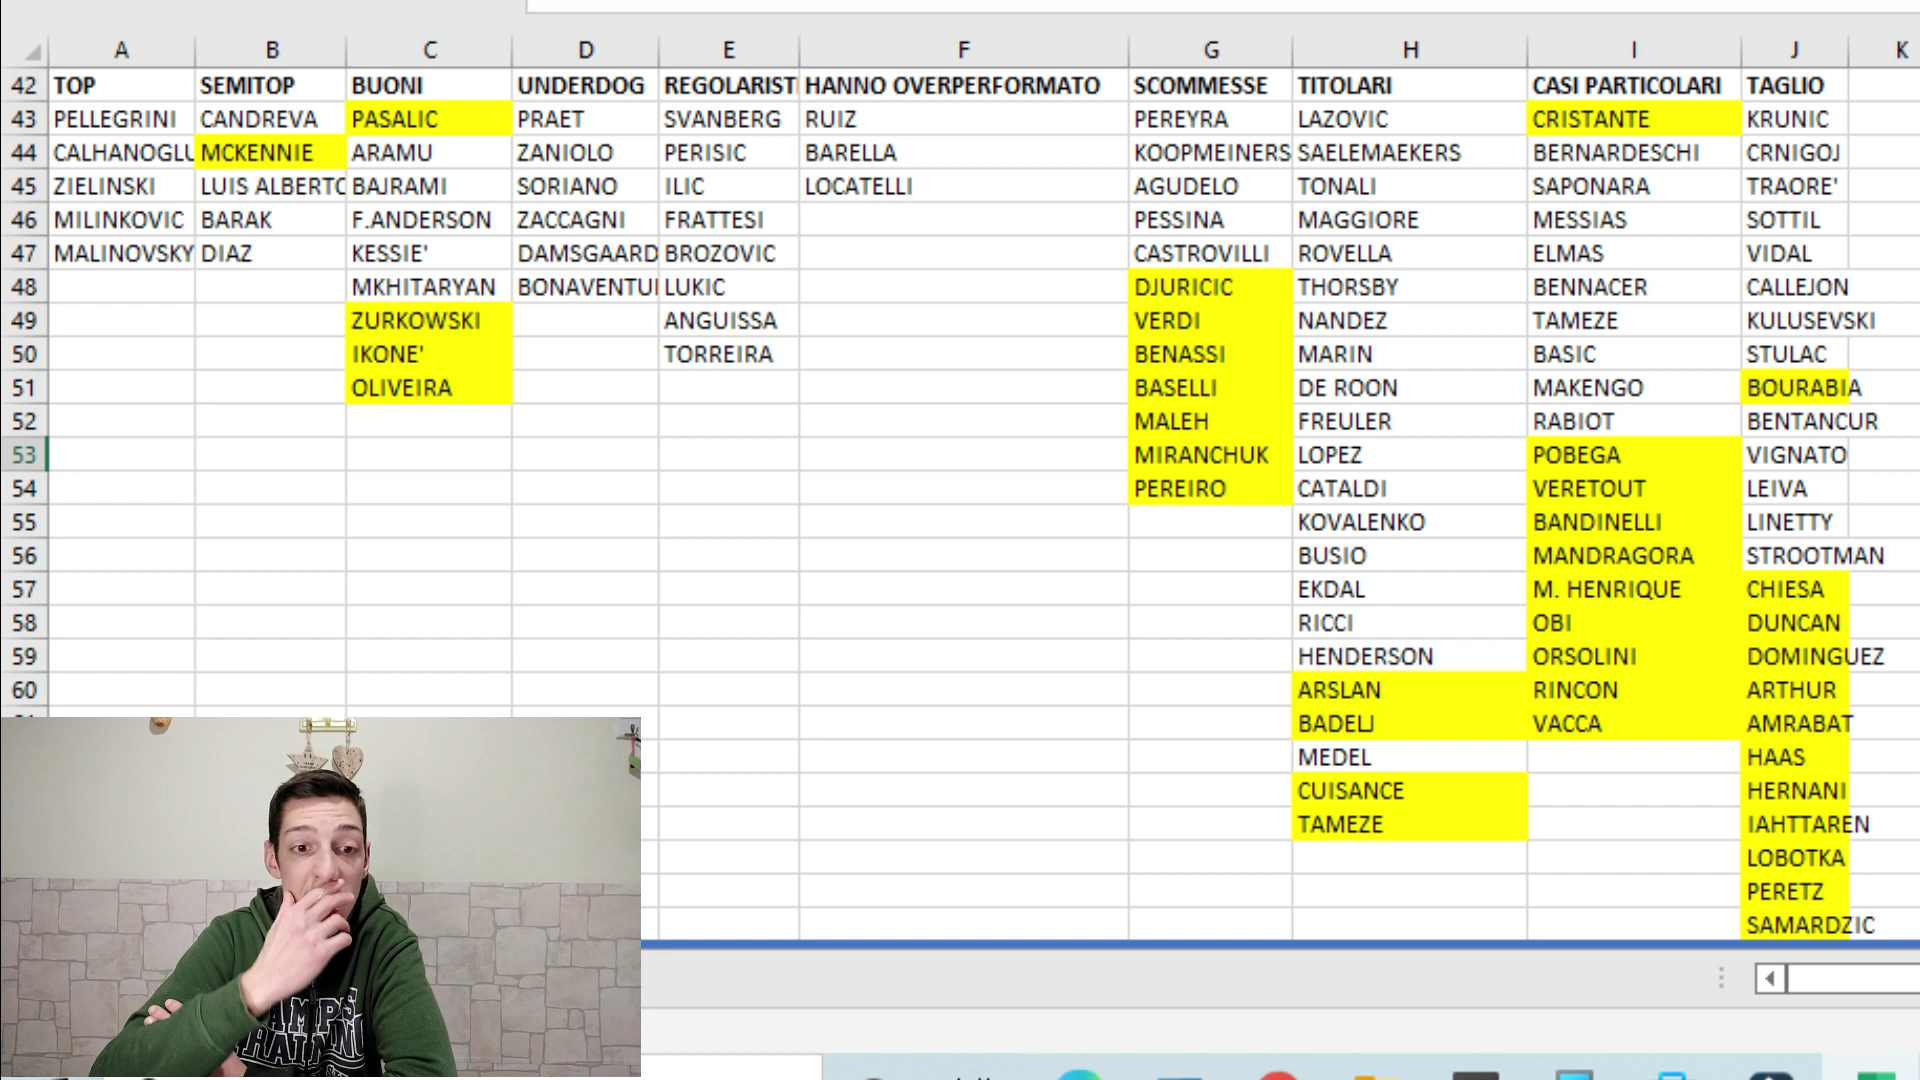 A B C D E F G H I J K
42 TOP SEMITOP BUONI UNDERDOG REGOLARISTI HANNO OVERPERFORMATO SCOMMESSE TITOLARI CASI PARTICOLARI TAGLIO
43 PELLEGRINI CANDREVA PASALIC PRAET SVANBERG RUIZ PEREYRA LAZOVIC CRISTANTE KRUNIC
44 CALHANOGLU MCKENNIE ARAMU ZANIOLO PERISIC BARELLA KOOPMEINERS SAELEMAEKERS BERNARDESCHI CRNIGOJ
45 ZIELINSKI LUIS ALBERTO BAJRAMI SORIANO ILIC LOCATELLI AGUDELO TONALI SAPONARA TRAORE'
46 MILINKOVIC BARAK F.ANDERSON ZACCAGNI FRATTESI PESSINA MAGGIORE MESSIAS SOTTIL
47 MALINOVSKY DIAZ KESSIE' DAMSGAARD BROZOVIC CASTROVILLI ROVELLA ELMAS VIDAL
48 MKHITARYAN BONAVENTU LUKIC DJURICIC THORSBY BENNACER CALLEJON
49 ZURKOWSKI ANGUISSA VERDI NANDEZ TAMEZE KULUSEVSKI
50 IKONE' TORREIRA BENASSI MARIN BASIC STULAC
51 OLIVEIRA BASELLI DE ROON MAKENGO BOURABIA
52 MALEH FREULER RABIOT BENTANCUR
53 MIRANCHUK LOPEZ POBEGA VIGNATO
54 PEREIRO CATALDI VERETOUT LEIVA
55 KOVALENKO BANDINELLI LINETTY
56 BUSIO MANDRAGORA STROOTMAN
57 EKDAL M. HENRIQUE CHIESA
58 RICCI OBI DUNCAN
59 HENDERSON ORSOLINI DOMINGUEZ
60 ARSLAN RINCON ARTHUR
BADELJ VACCA AMRABAT
MEDEL HAAS
CUISANCE HERNANI
TAMEZE IAHTTAREN
LOBOTKA
PERETZ
SAMARDZIC